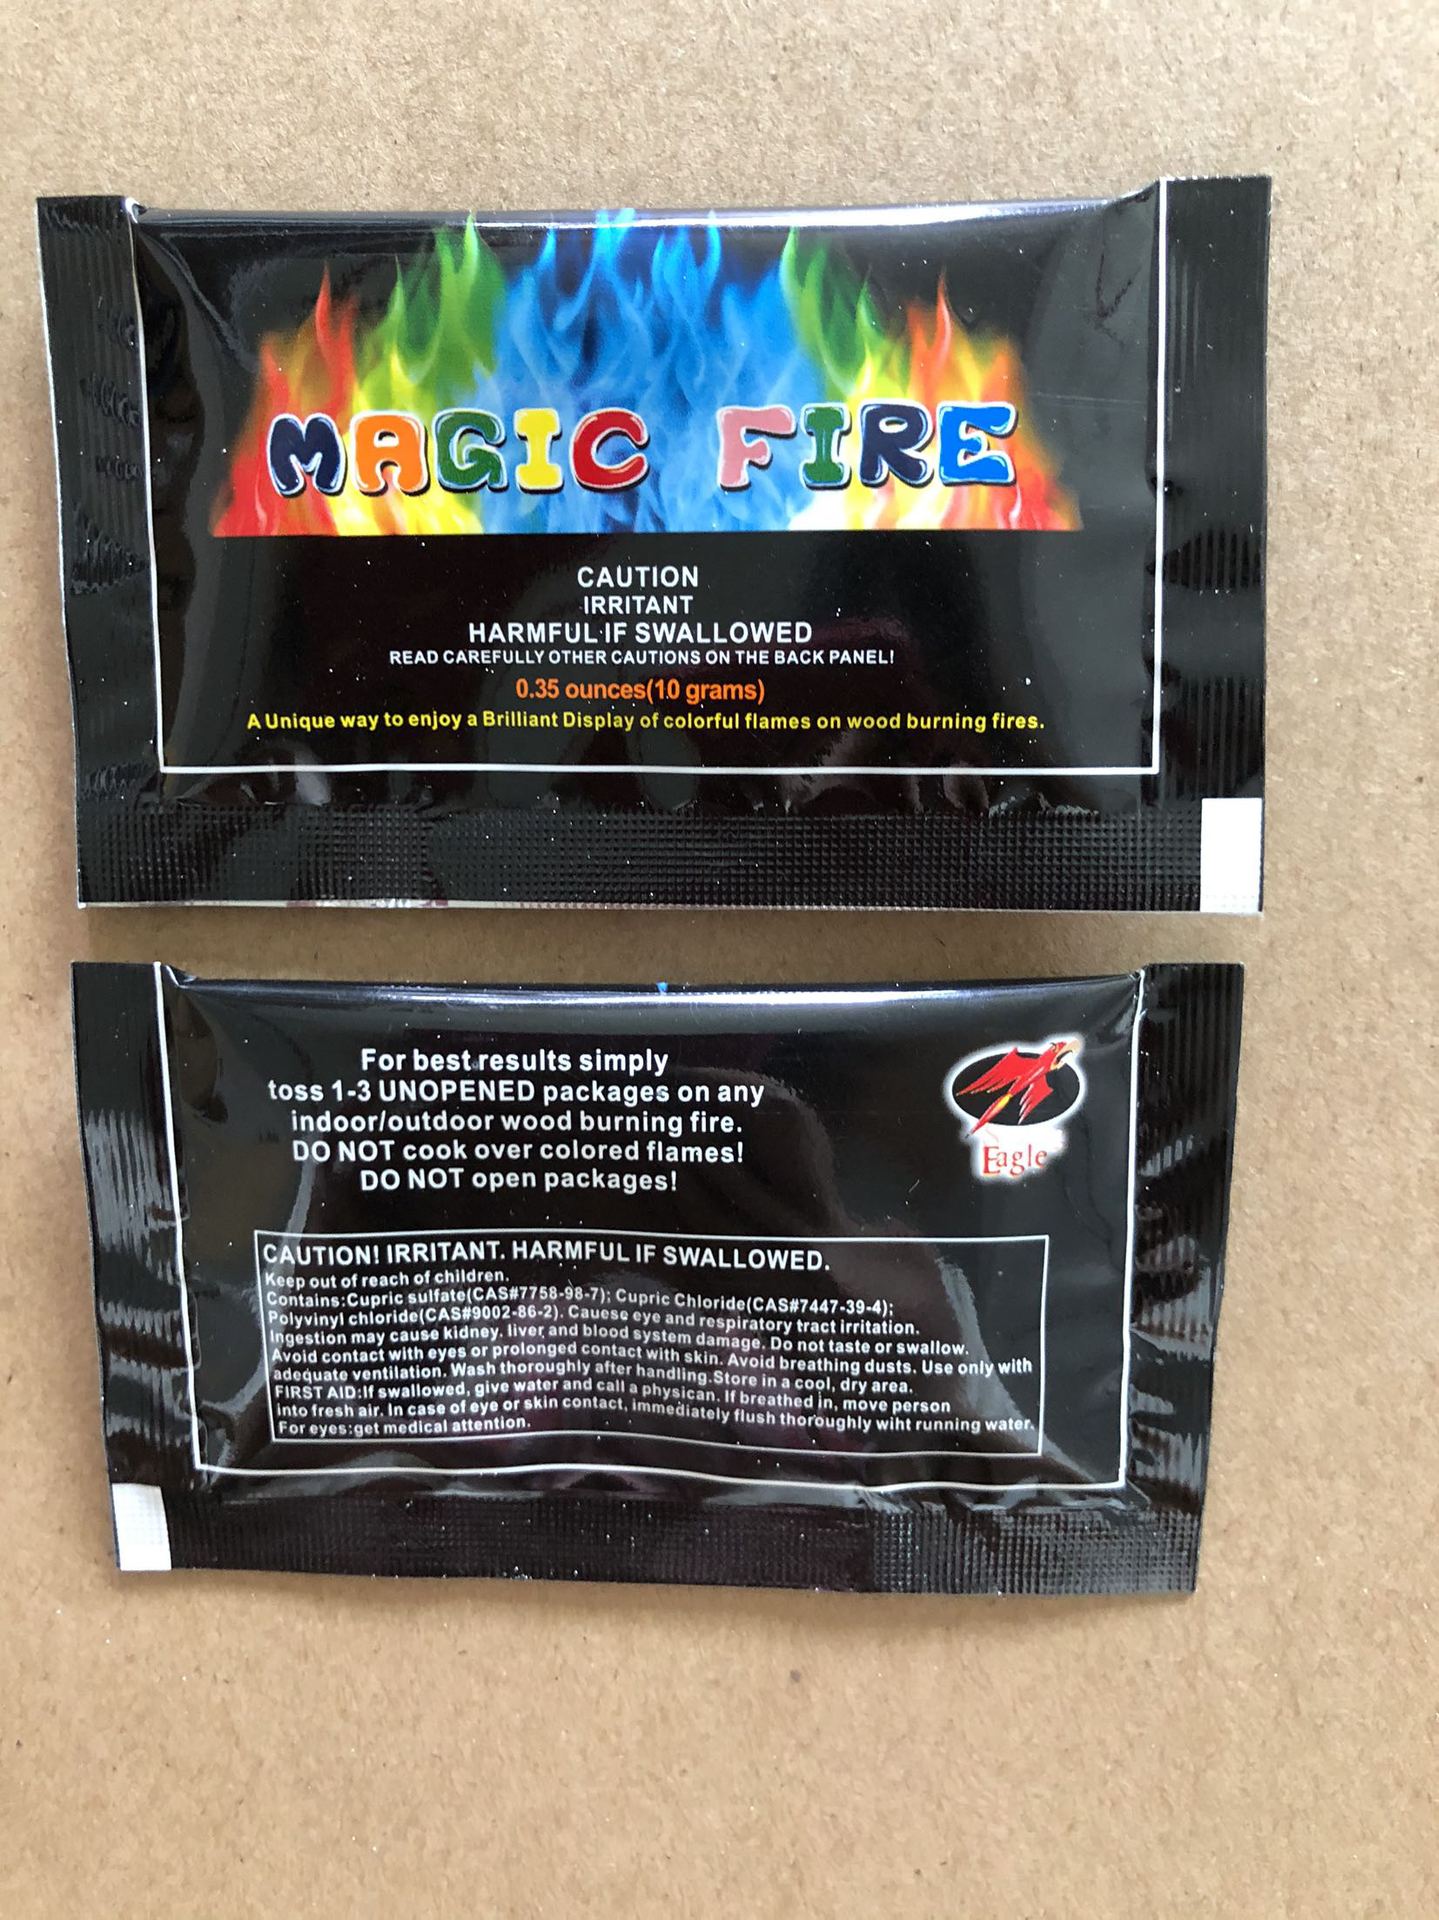 MAGIC FIRE
CAUTION
IRRITANT
HARMFUL IF SWALLOWED
READ CAREFULLY OTHER CAUTIONS ON THE BACK PANEL!
0.35 ounces(10 grams)
A Unique way to enjoy a Brilliant Display of colorful flames on wood burning fires.
For best results simply
toss 1-3 UNOPENED packages on any
indoor/outdoor wood burning fire.
DO NOT cook over colored flames!
DO NOT open packages!
Eagle
CAUTION! IRRITANT. HARMFUL IF SWALLOWED.
Keep out of reach of children.
Contains:Cupric sulfate(CAS#7758-98-7); Cupric Chloride(CAS#7447-39-4);
Polyvinyl chloride(CAS#9002-86-2). Cauese eye and respiratory tract irritation.
Ingestion may cause kidney. liver and blood system damage. Do not taste or swallow.
Avoid contact with eyes or prolonged contact with skin. Avoid breathing dusts. Use only with
adequate ventilation. Wash thoroughly after handling.Store in a cool, dry area.
FIRST AID:If swallowed, give water and call a physican. If breathed in, move person
into fresh air. In case of eye or skin contact, immediately flush thoroughly wiht running water.
For eyes:get medical attention.